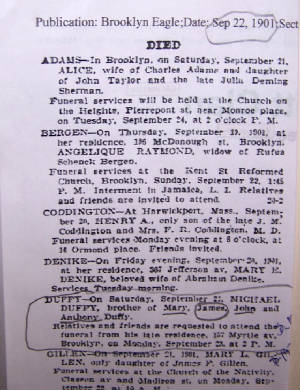 Publication: Brooklyn Eagle;Date; Sep 22, 1901;Sect
DIED
ADAMS—In Brooklyn, on Saturday, September 21,
ALICE, wife of Charles Adams and daughter
of John Taylor and the late Julia Deming
Sherman.
Funeral services will be held at the Church on
the Heights, Pierrepont st, near Monroe place,
on Tuesday, September 24, at 2 o'clock P. M.
BERGEN—On Thursday, September 19, 1901, at
her residence, McDonough st, Brooklyn,
ANGELIQUE RAYMOND, widow of Rufus
Schenck Bergen.
Funeral services at the Kent St Reformed
Church, Brooklyn, Sunday, September 22, 1:45
P. M. Interment in Jamaica, L. I. Relatives
and friends are invited to attend.
CODDINGTON—At Harwichport, Mass., Septem-
ber 20, HENRY A., only son of the late J. M.
Coddington and Mrs. F. R. Coddington, M. D.
Funeral services Monday evening at 8 o'clock, at
16 Ormond place. Friends invited.
DENIKE—On Friday evening, September 20, 1901,
at her residence, 367 Jefferson av, MARY E.
DENIKE, beloved wife of Abraham Denike.
Services Tuesday morning.
DUFFY—On Saturday, September 21, MICHAEL
DUFFY, brother of Mary, James, John and
Anthony Duffy.
Relatives and friends are requested to attend the
funeral from his late residence, 157 Myrtle av,
Brooklyn, on Monday, September 23, at 2 P. M.
GILLEN—On September 21, 1901, MARY L. GIL-
LEN, only daughter of James P. Gillen.
Funeral services at the Church of the Nativity,
Classon av and Madison st, on Monday, Septem-